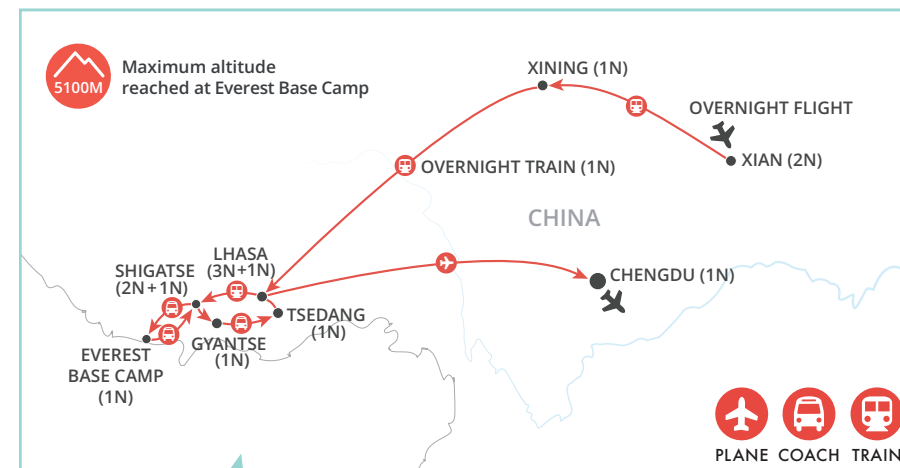 5100M
Maximum altitude
reached at Everest Base Camp
XINING (1N)
OVERNIGHT FLIGHT
XIAN (2N)
OVERNIGHT TRAIN (1N)
CHINA
LHASA
(3N+1N)
SHIGATSE
(2N+1N)
CHENGDU (1N)
TSEDANG
(1N)
GYANTSE
(1N)
EVEREST
BASE CAMP
(1N)
PLANE COACH TRAIN